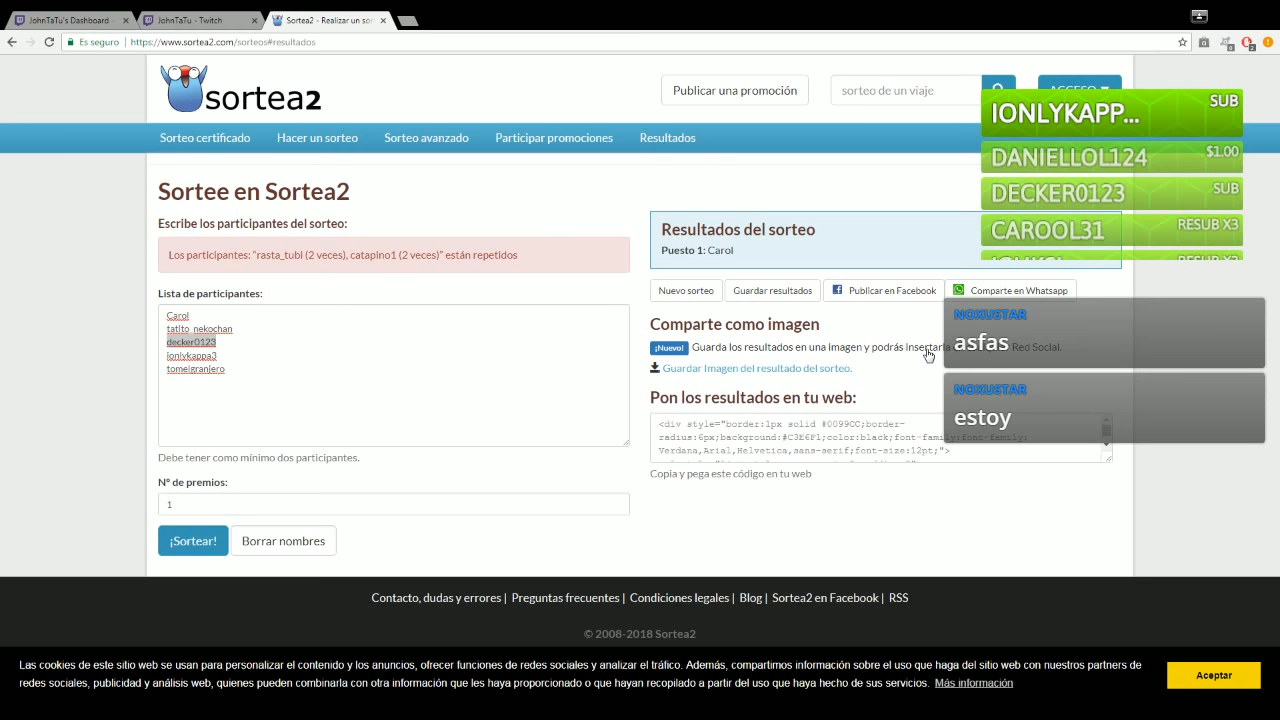 JohnTaTu's Dashboard -
JohnTaTu - Twitch
Sortea2 - Realizar un sor
Es seguro
https://www.sortea2.com/sorteos#resultados
sortea2
Publicar una promoción
sorteo de un viaje
ACCESO
Sorteo certificado
Hacer un sorteo
Sorteo avanzado
Participar promociones
Resultados
IONLYKAPP... SUB
DANIELLOL124 $1.00
DECKER0123 SUB
CAROOL31 RESUB X3
RESUB X3
Sortee en Sortea2
Escribe los participantes del sorteo:
Los participantes: "rasta_tubi (2 veces), catapino1 (2 veces)" están repetidos
Lista de participantes:
Carol
tatito_nekochan
decker0123
ionlykappa3
tomeigranjero
Debe tener como mínimo dos participantes.
Nº de premios:
1
¡Sortear!
Borrar nombres
Resultados del sorteo
Puesto 1: Carol
Nuevo sorteo
Guardar resultados
Publicar en Facebook
Comparte en Whatsapp
Comparte como imagen
¡Nuevo! Guarda los resultados en una imagen y podrás insertarla Red Social.
Guardar Imagen del resultado del sorteo.
Pon los resultados en tu web:
<div style="border:1px solid #0099CC;border-
radius:6px;background:#C3E6F1;color:black;font-family:font-family:
Verdana,Arial,Helvetica,sans-serif;font-size:12pt;">
Copia y pega este código en tu web
NOXUSTAR
asfas
NOXUSTAR
estoy
Contacto, dudas y errores | Preguntas frecuentes | Condiciones legales | Blog | Sortea2 en Facebook | RSS
© 2008-2018 Sortea2
Las cookies de este sitio web se usan para personalizar el contenido y los anuncios, ofrecer funciones de redes sociales y analizar el tráfico. Además, compartimos información sobre el uso que haga del sitio web con nuestros partners de
redes sociales, publicidad y análisis web, quienes pueden combinarla con otra información que les haya proporcionado o que hayan recopilado a partir del uso que haya hecho de sus servicios. Más información
Aceptar